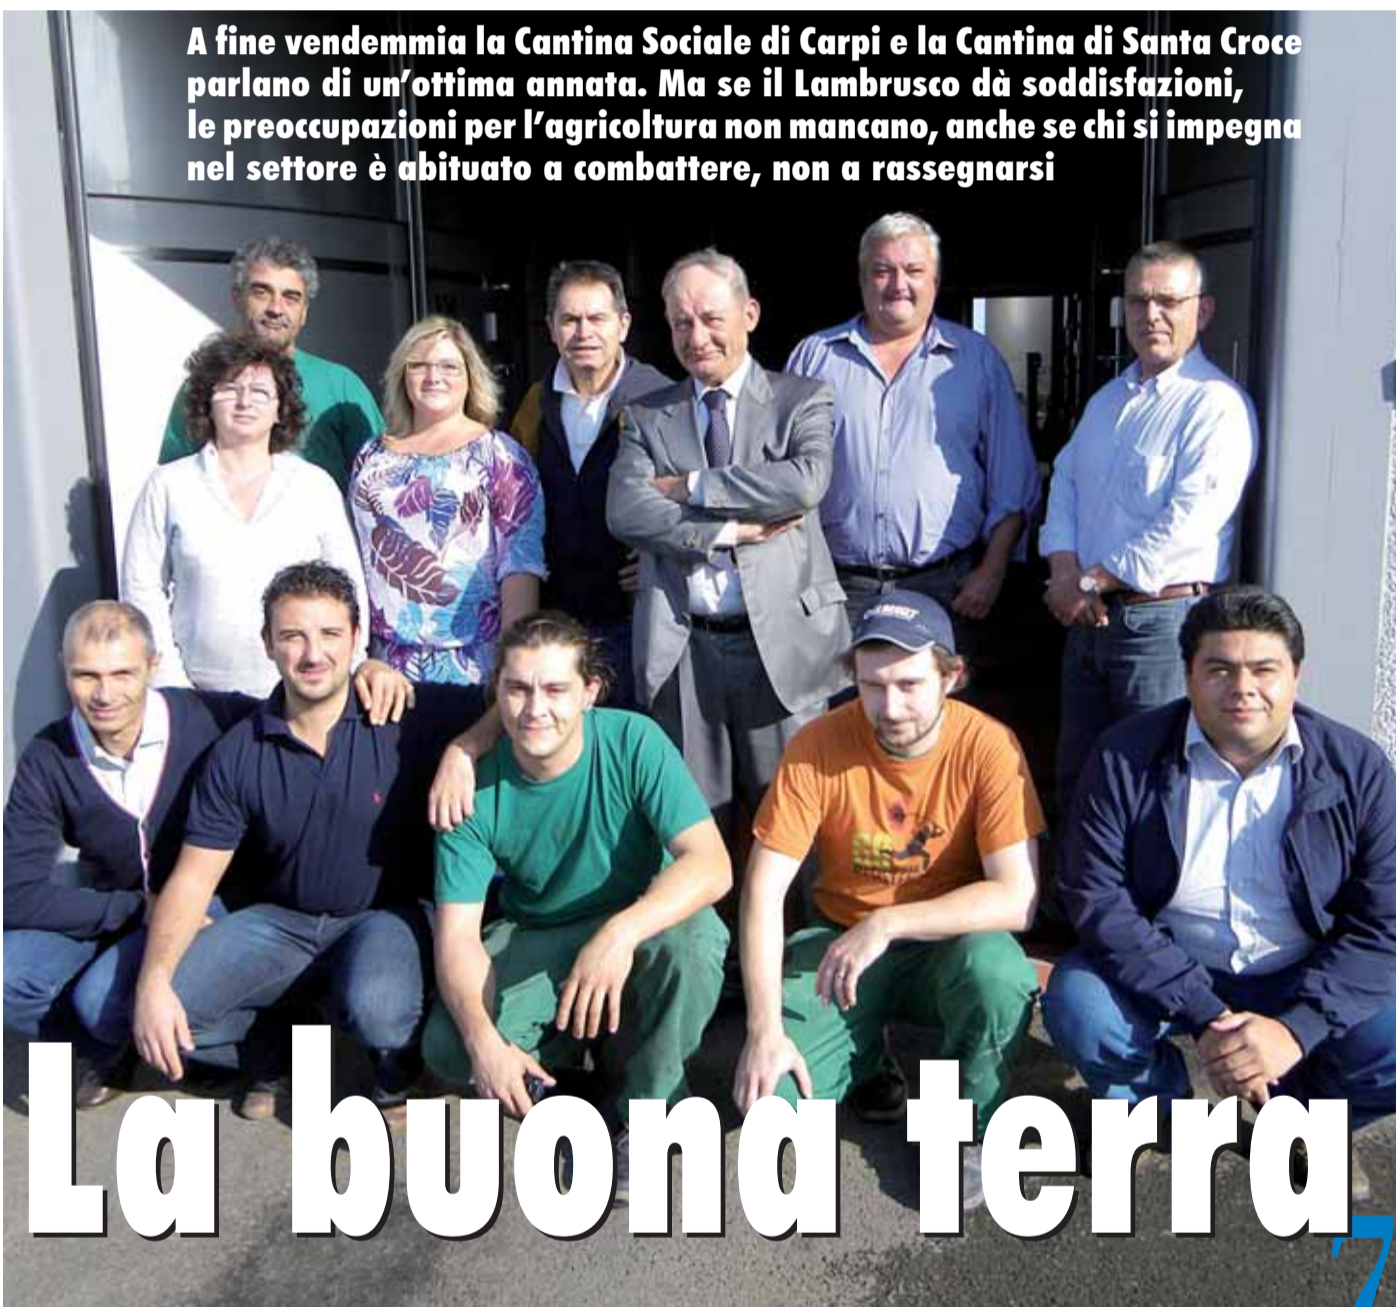 A fine vendemmia la Cantina Sociale di Carpi e la Cantina di Santa Croce
parlano di un’ottima annata. Ma se il Lambrusco dà soddisfazioni,
le preoccupazioni per l’agricoltura non mancano, anche se chi si impegna
nel settore è abituato a combattere, non a rassegnarsi
La buona terra
7